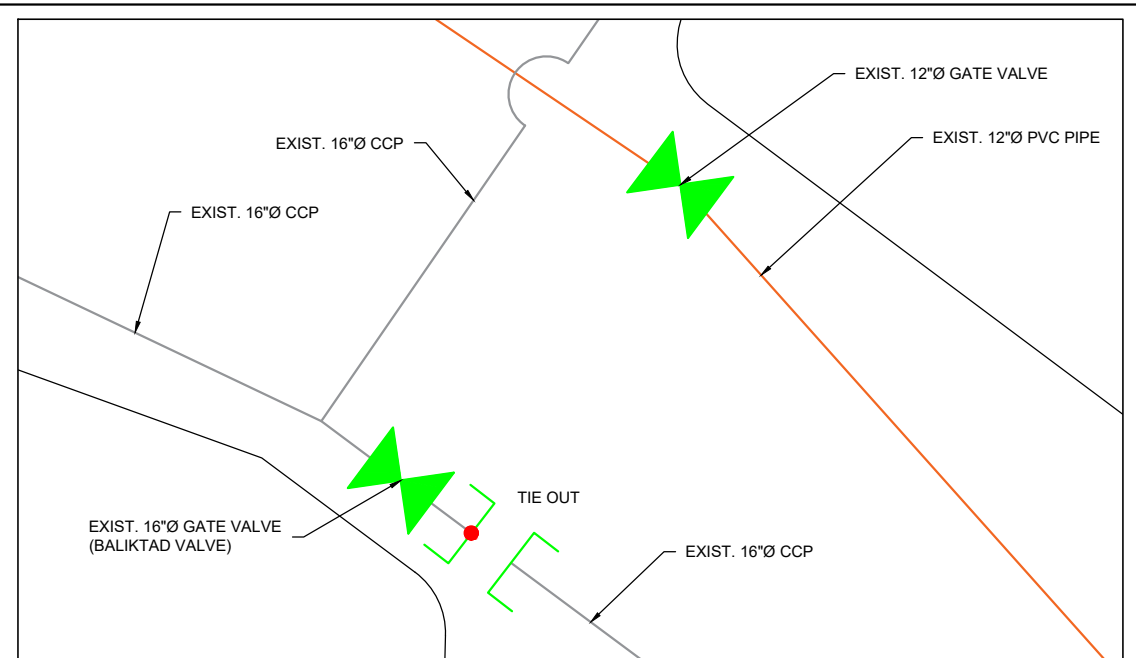 EXIST. 12"Ø GATE VALVE
EXIST. 12"Ø PVC PIPE
EXIST. 16"Ø CCP
EXIST. 16"Ø CCP
TIE OUT
EXIST. 16"Ø GATE VALVE
(BALIKTAD VALVE)
EXIST. 16"Ø CCP